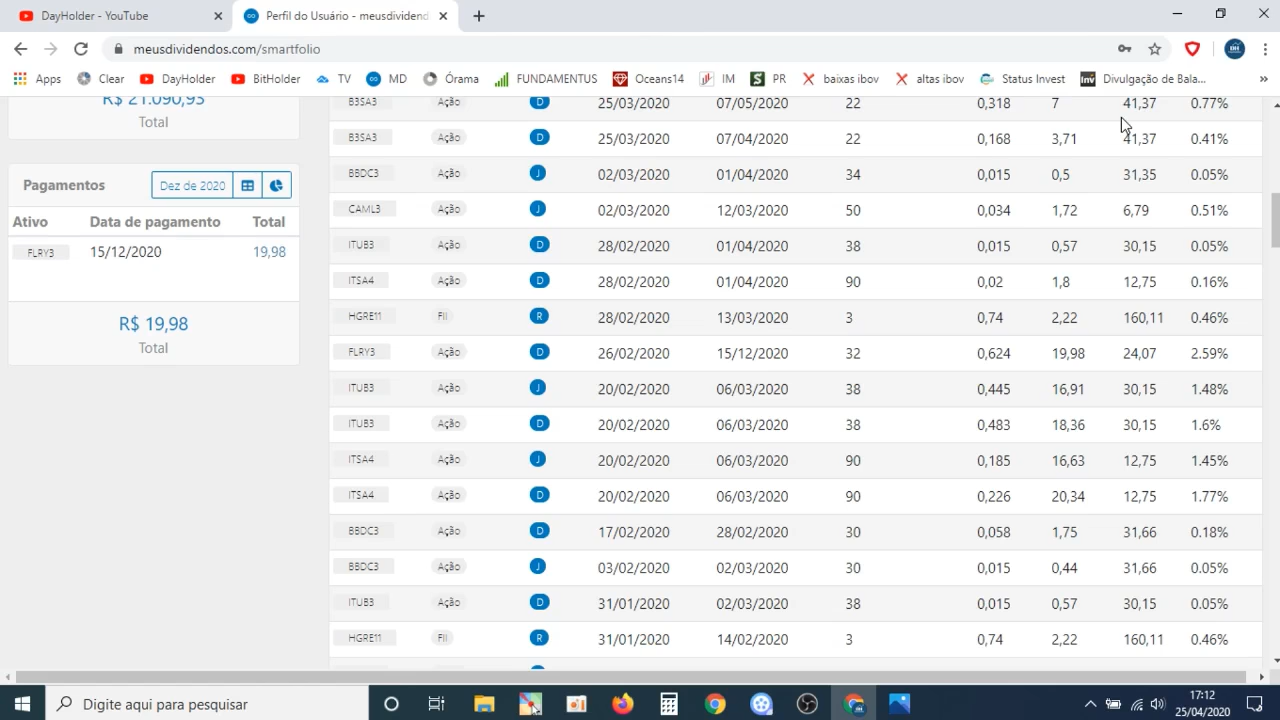 DayHolder - YouTube
Perfil do Usuário - meusdividend
meusdividendos.com/smartfolio
Apps Clear DayHolder BitHolder TV MD Órama FUNDAMENTUS Oceans14 IM PR baixas ibov altas ibov Status Invest Divulgação de Bala... »
R$ 21.090,93
Total
Pagamentos Dez de 2020
Ativo Data de pagamento Total
FLRY3 15/12/2020 19,98
R$ 19,98
Total
B3SA3 Ação D 25/03/2020 07/05/2020 22 0,318 7 41,37 0.77%
B3SA3 Ação D 25/03/2020 07/04/2020 22 0,168 3,71 41,37 0.41%
BBDC3 Ação J 02/03/2020 01/04/2020 34 0,015 0,5 31,35 0.05%
CAML3 Ação J 02/03/2020 12/03/2020 50 0,034 1,72 6,79 0.51%
ITUB3 Ação D 28/02/2020 01/04/2020 38 0,015 0,57 30,15 0.05%
ITSA4 Ação D 28/02/2020 01/04/2020 90 0,02 1,8 12,75 0.16%
HGRE11 FII R 28/02/2020 13/03/2020 3 0,74 2,22 160,11 0.46%
FLRY3 Ação D 26/02/2020 15/12/2020 32 0,624 19,98 24,07 2.59%
ITUB3 Ação J 20/02/2020 06/03/2020 38 0,445 16,91 30,15 1.48%
ITUB3 Ação D 20/02/2020 06/03/2020 38 0,483 18,36 30,15 1.6%
ITSA4 Ação J 20/02/2020 06/03/2020 90 0,185 16,63 12,75 1.45%
ITSA4 Ação D 20/02/2020 06/03/2020 90 0,226 20,34 12,75 1.77%
BBDC3 Ação D 17/02/2020 28/02/2020 30 0,058 1,75 31,66 0.18%
BBDC3 Ação J 03/02/2020 02/03/2020 30 0,015 0,44 31,66 0.05%
ITUB3 Ação D 31/01/2020 02/03/2020 38 0,015 0,57 30,15 0.05%
HGRE11 FII R 31/01/2020 14/02/2020 3 0,74 2,22 160,11 0.46%
Digite aqui para pesquisar
17:12
25/04/2020